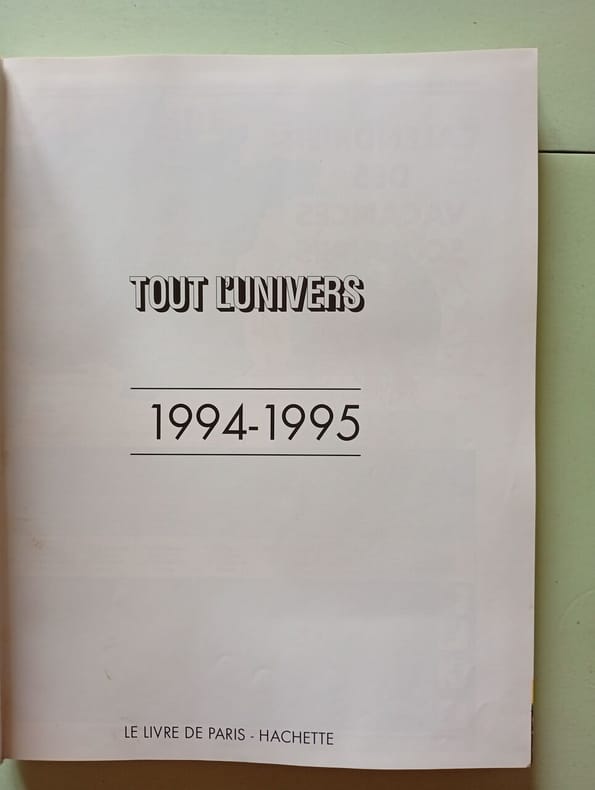 TOUT L'UNIVERS
1994-1995
LE LIVRE DE PARIS - HACHETTE